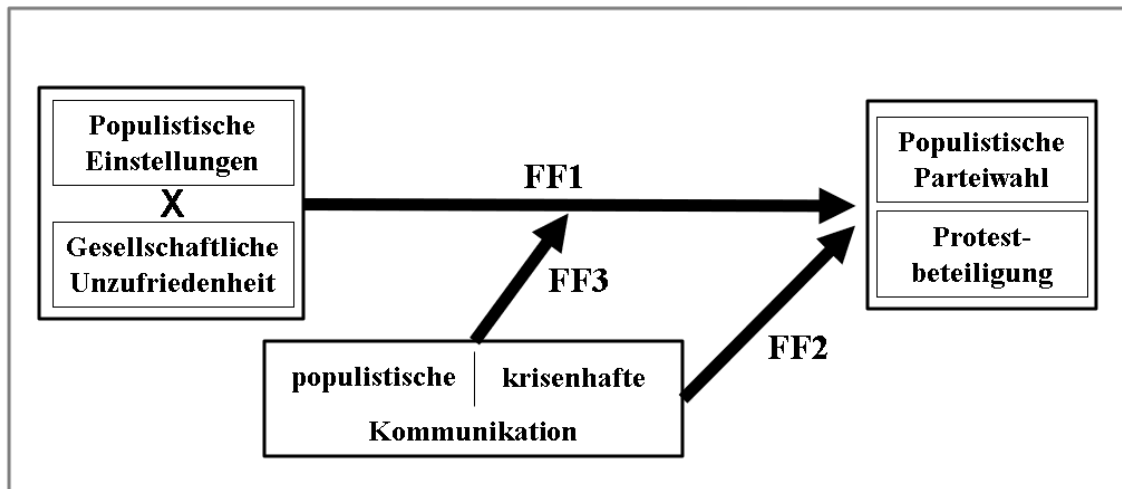 Populistische
Einstellungen
X
Gesellschaftliche
Unzufriedenheit
FF1
FF3
FF2
Populistische
Parteiwahl
Protest-
beteiligung
populistische
krisenhafte
Kommunikation